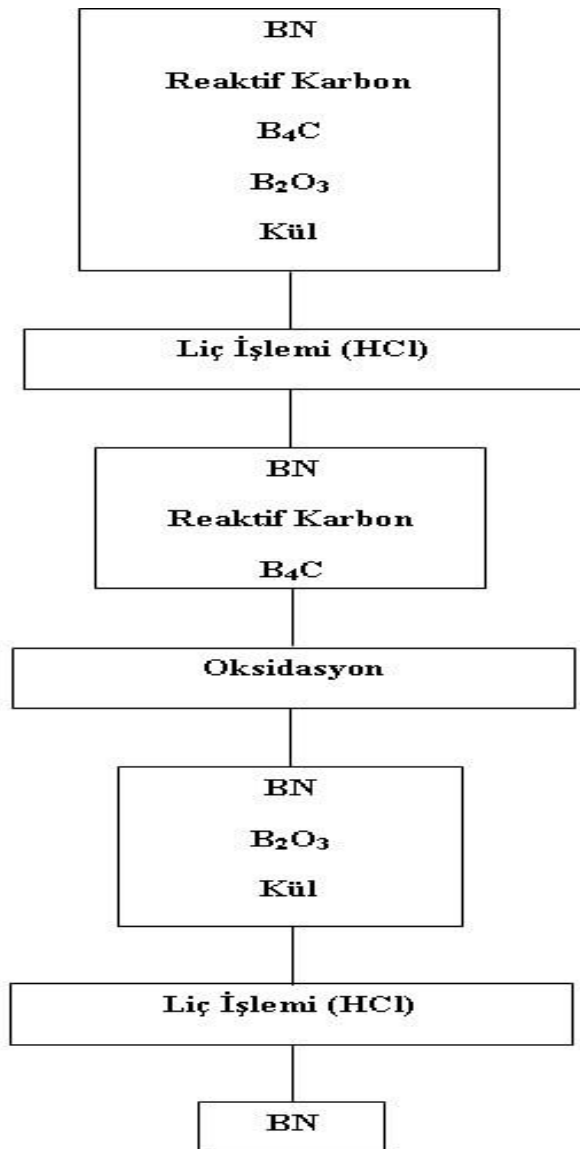 BN
Reaktif Karbon
B₄C
B₂O₃
Kül
Liç İşlemi (HCl)
BN
Reaktif Karbon
B₄C
Oksidasyon
BN
B₂O₃
Kül
Liç İşlemi (HCl)
BN